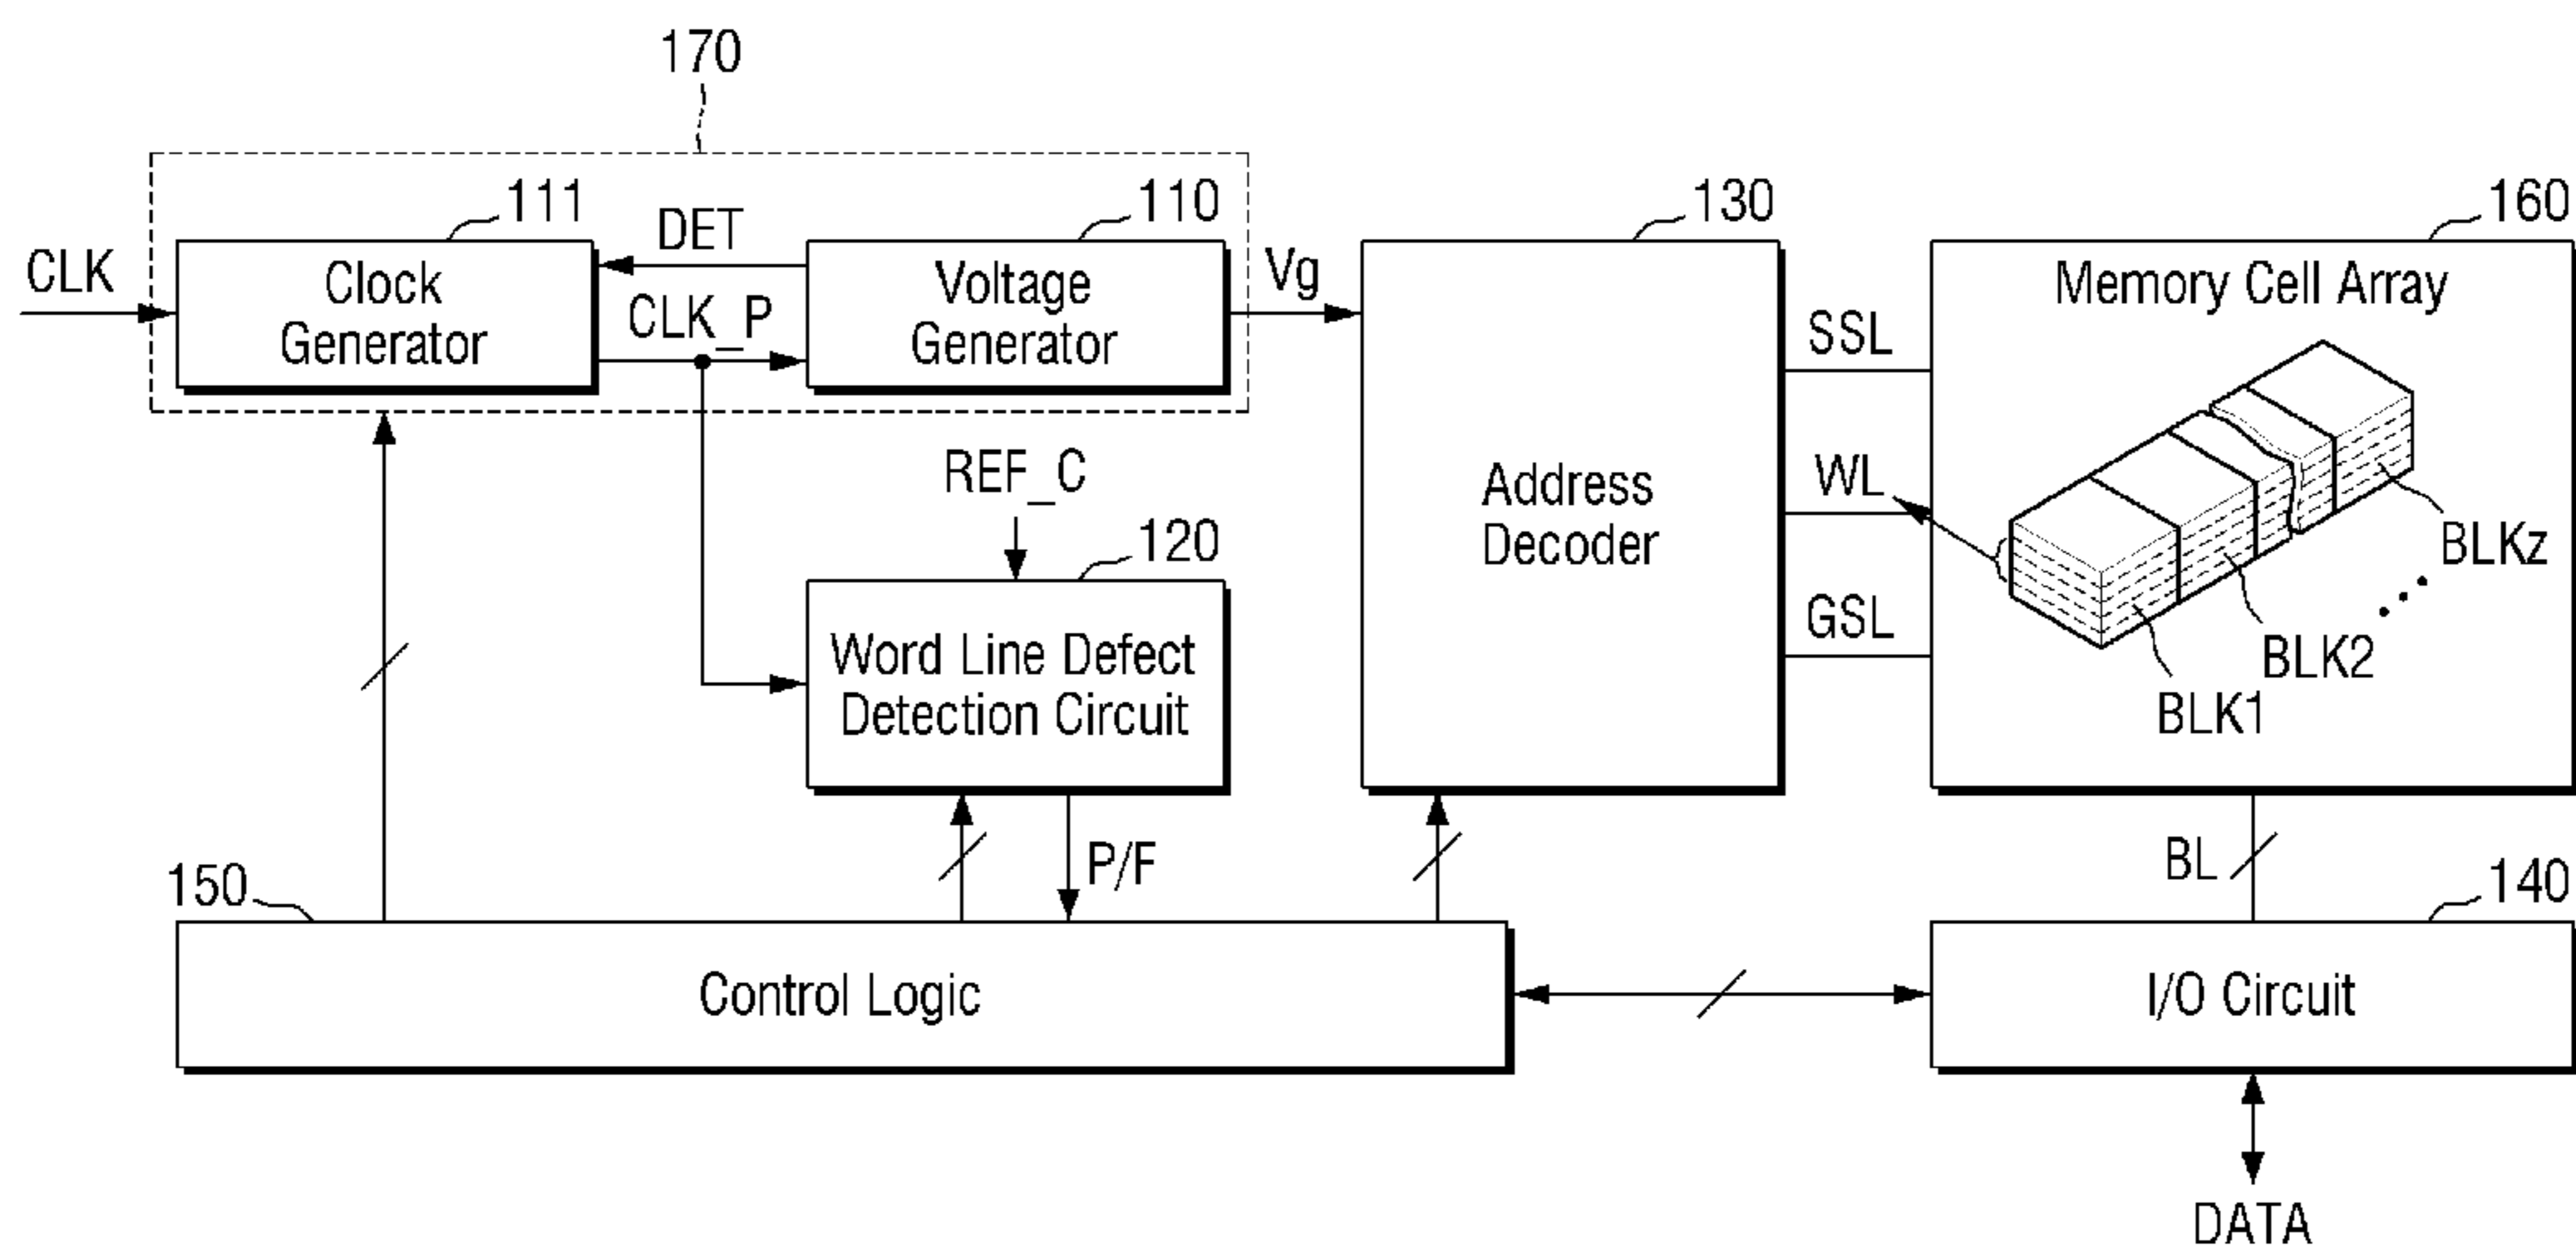 170
111
DET
110
130
160
CLK
Clock
Generator
CLK_P
Voltage
Generator
Vg
Memory Cell Array
SSL
REF_C
WL
Address
Decoder
120
BLKz
Word Line Defect
Detection Circuit
GSL
BLK2
BLK1
P/F
BL
150
140
Control Logic
I/O Circuit
DATA